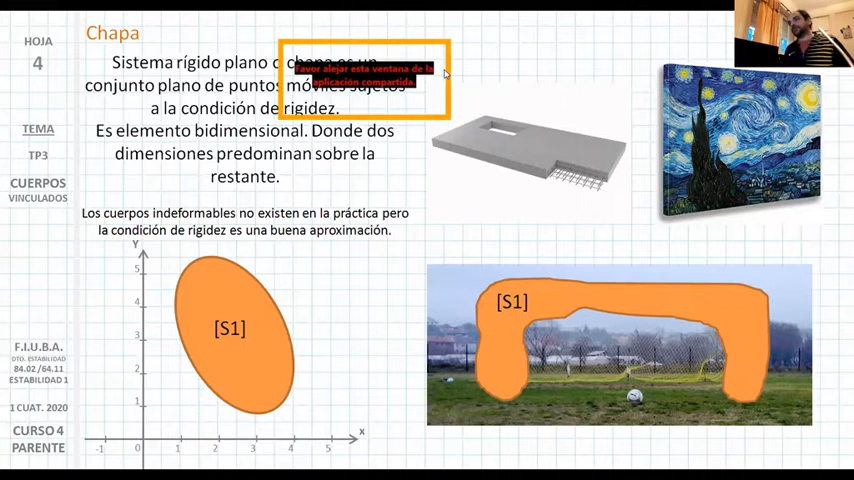 HOJA
4
TEMA
TP3
CUERPOS
VINCULADOS
F.I.U.B.A.
DTO. ESTABILIDAD
84.02 /64.11
ESTABILIDAD 1
1 CUAT. 2020
CURSO 4
PARENTE
Chapa
Sistema rígido plano o chapa es un
conjunto plano de puntos móviles sujetos
a la condición de rigidez.
Favor alejar esta ventana de la
aplicación compartida.
Es elemento bidimensional. Donde dos
dimensiones predominan sobre la
restante.
Los cuerpos indeformables no existen en la práctica pero
la condición de rigidez es una buena aproximación.
Y
5
4
3
2
1
[S1]
-1 0 1 2 3 4 5 x
[S1]